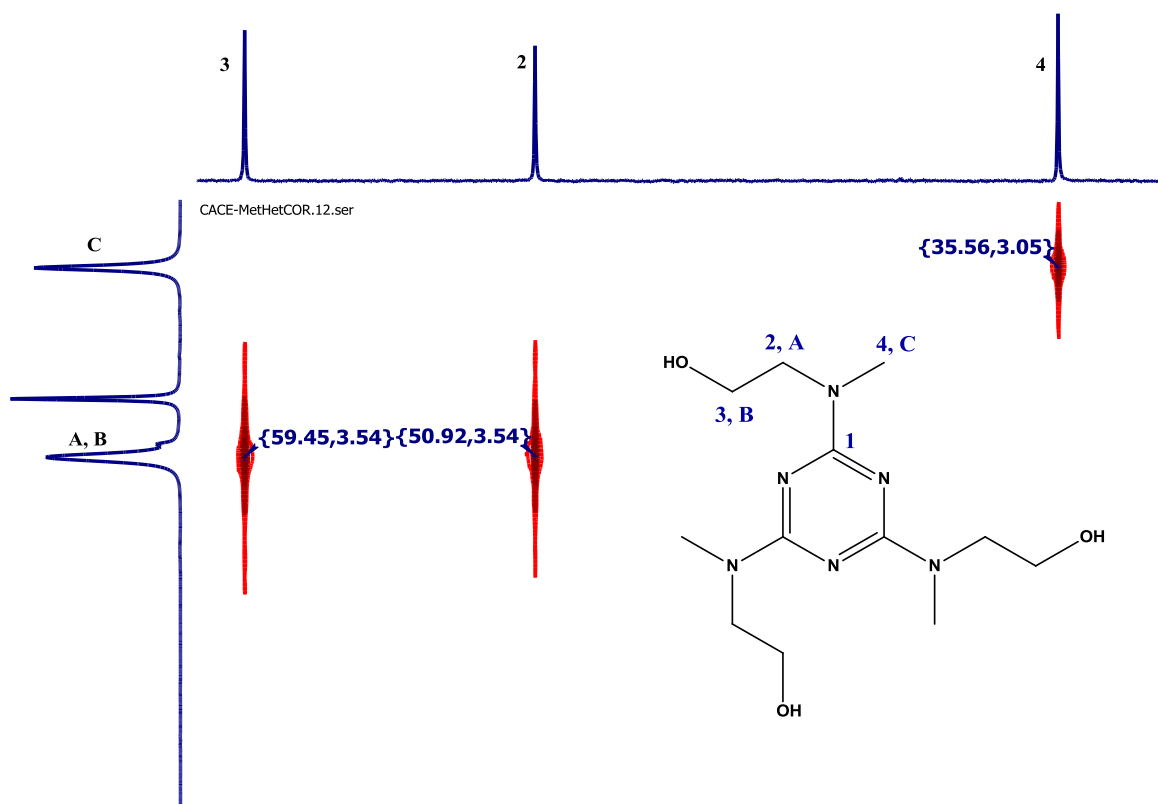 3
2
4
CACE-MetHetCOR.12.ser
C
{35.56,3.05}
2, A
4, C
HO
N
3, B
A, B
{59.45,3.54}
{50.92,3.54}
1
N
N
OH
N
N
N
OH